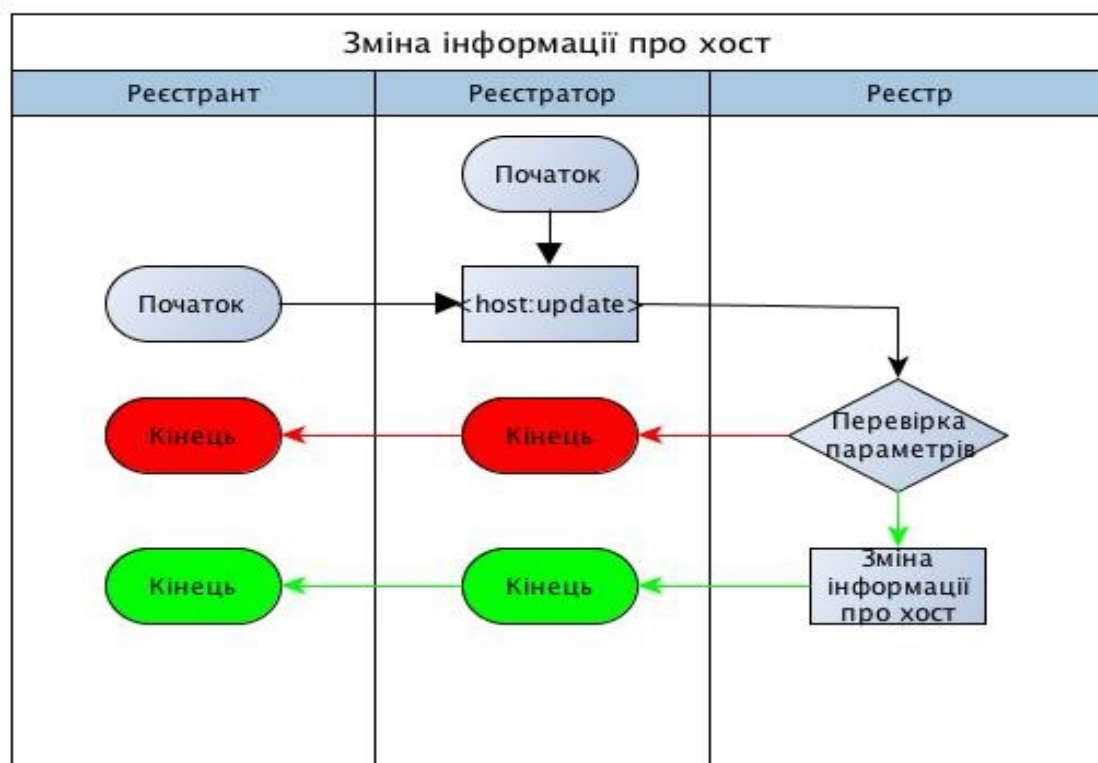 Зміна інформації про хост
Реєстрант
Реєстратор
Реєстр
Початок
Початок
<host:update>
Кінець
Кінець
Перевірка
параметрів
Кінець
Кінець
Зміна
інформації
про хост